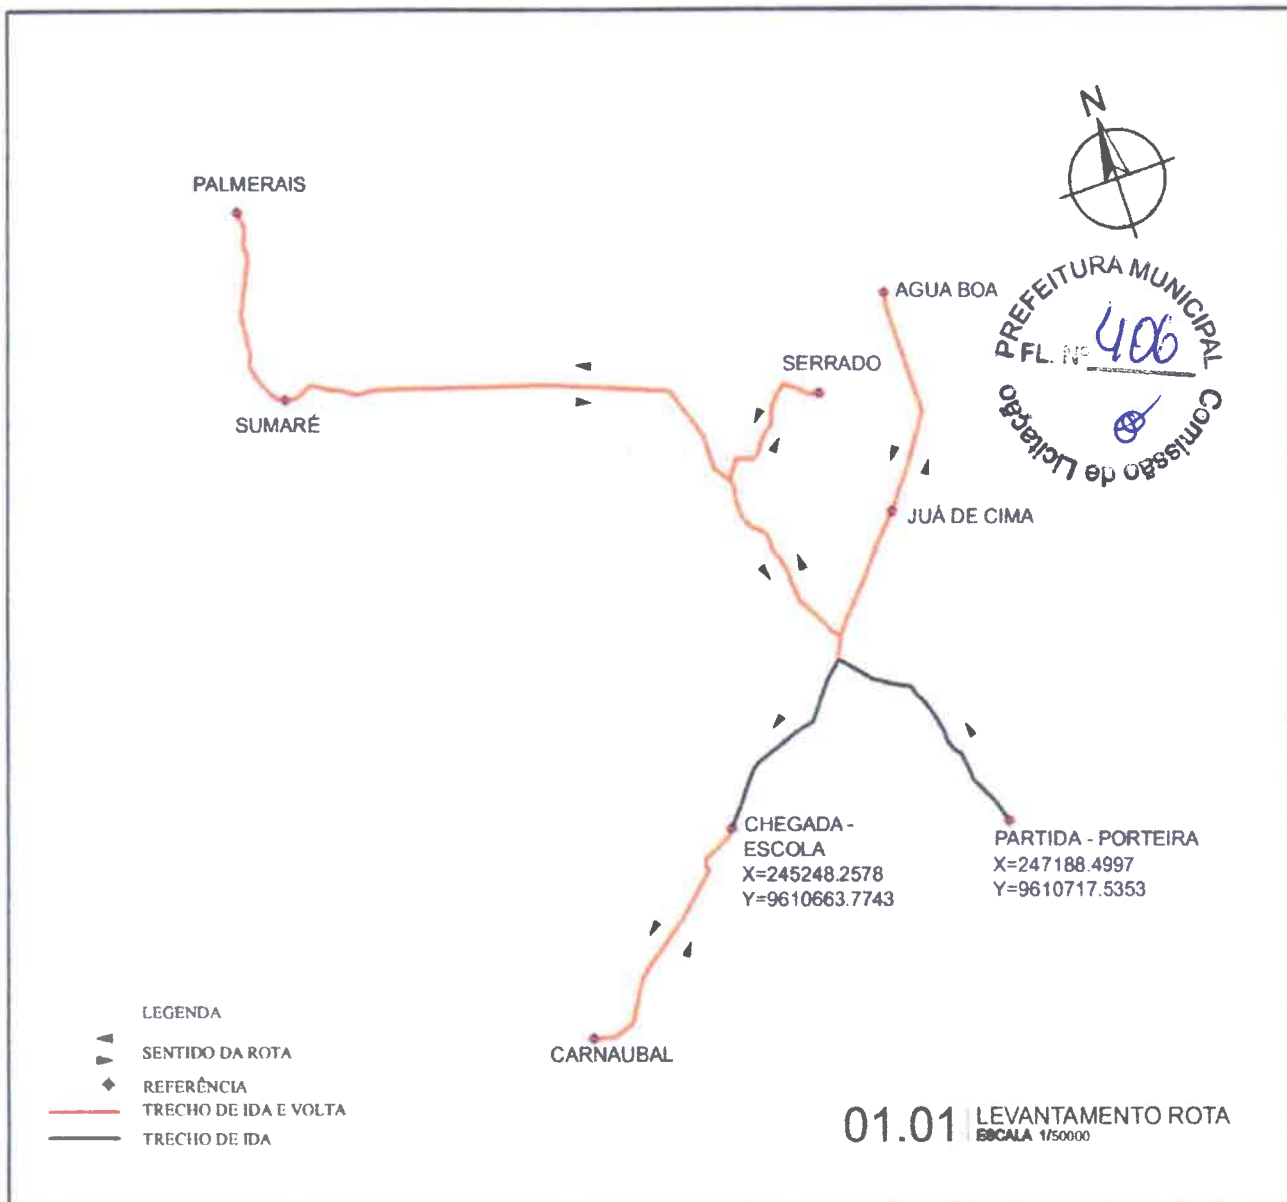 N
PALMERAIS
AGUA BOA
PREFEITURA MUNICIPAL
FL. Nº 406
Comissão de Licitação
SERRADO
SUMARÉ
JUÁ DE CIMA
CHEGADA -
ESCOLA
X=245248.2578
Y=9610663.7743
PARTIDA - PORTEIRA
X=247188.4997
Y=9610717.5353
CARNAUBAL
LEGENDA
SENTIDO DA ROTA
REFERÊNCIA
TRECHO DE IDA E VOLTA
TRECHO DE IDA
01.01 LEVANTAMENTO ROTA
ESCALA 1/50000